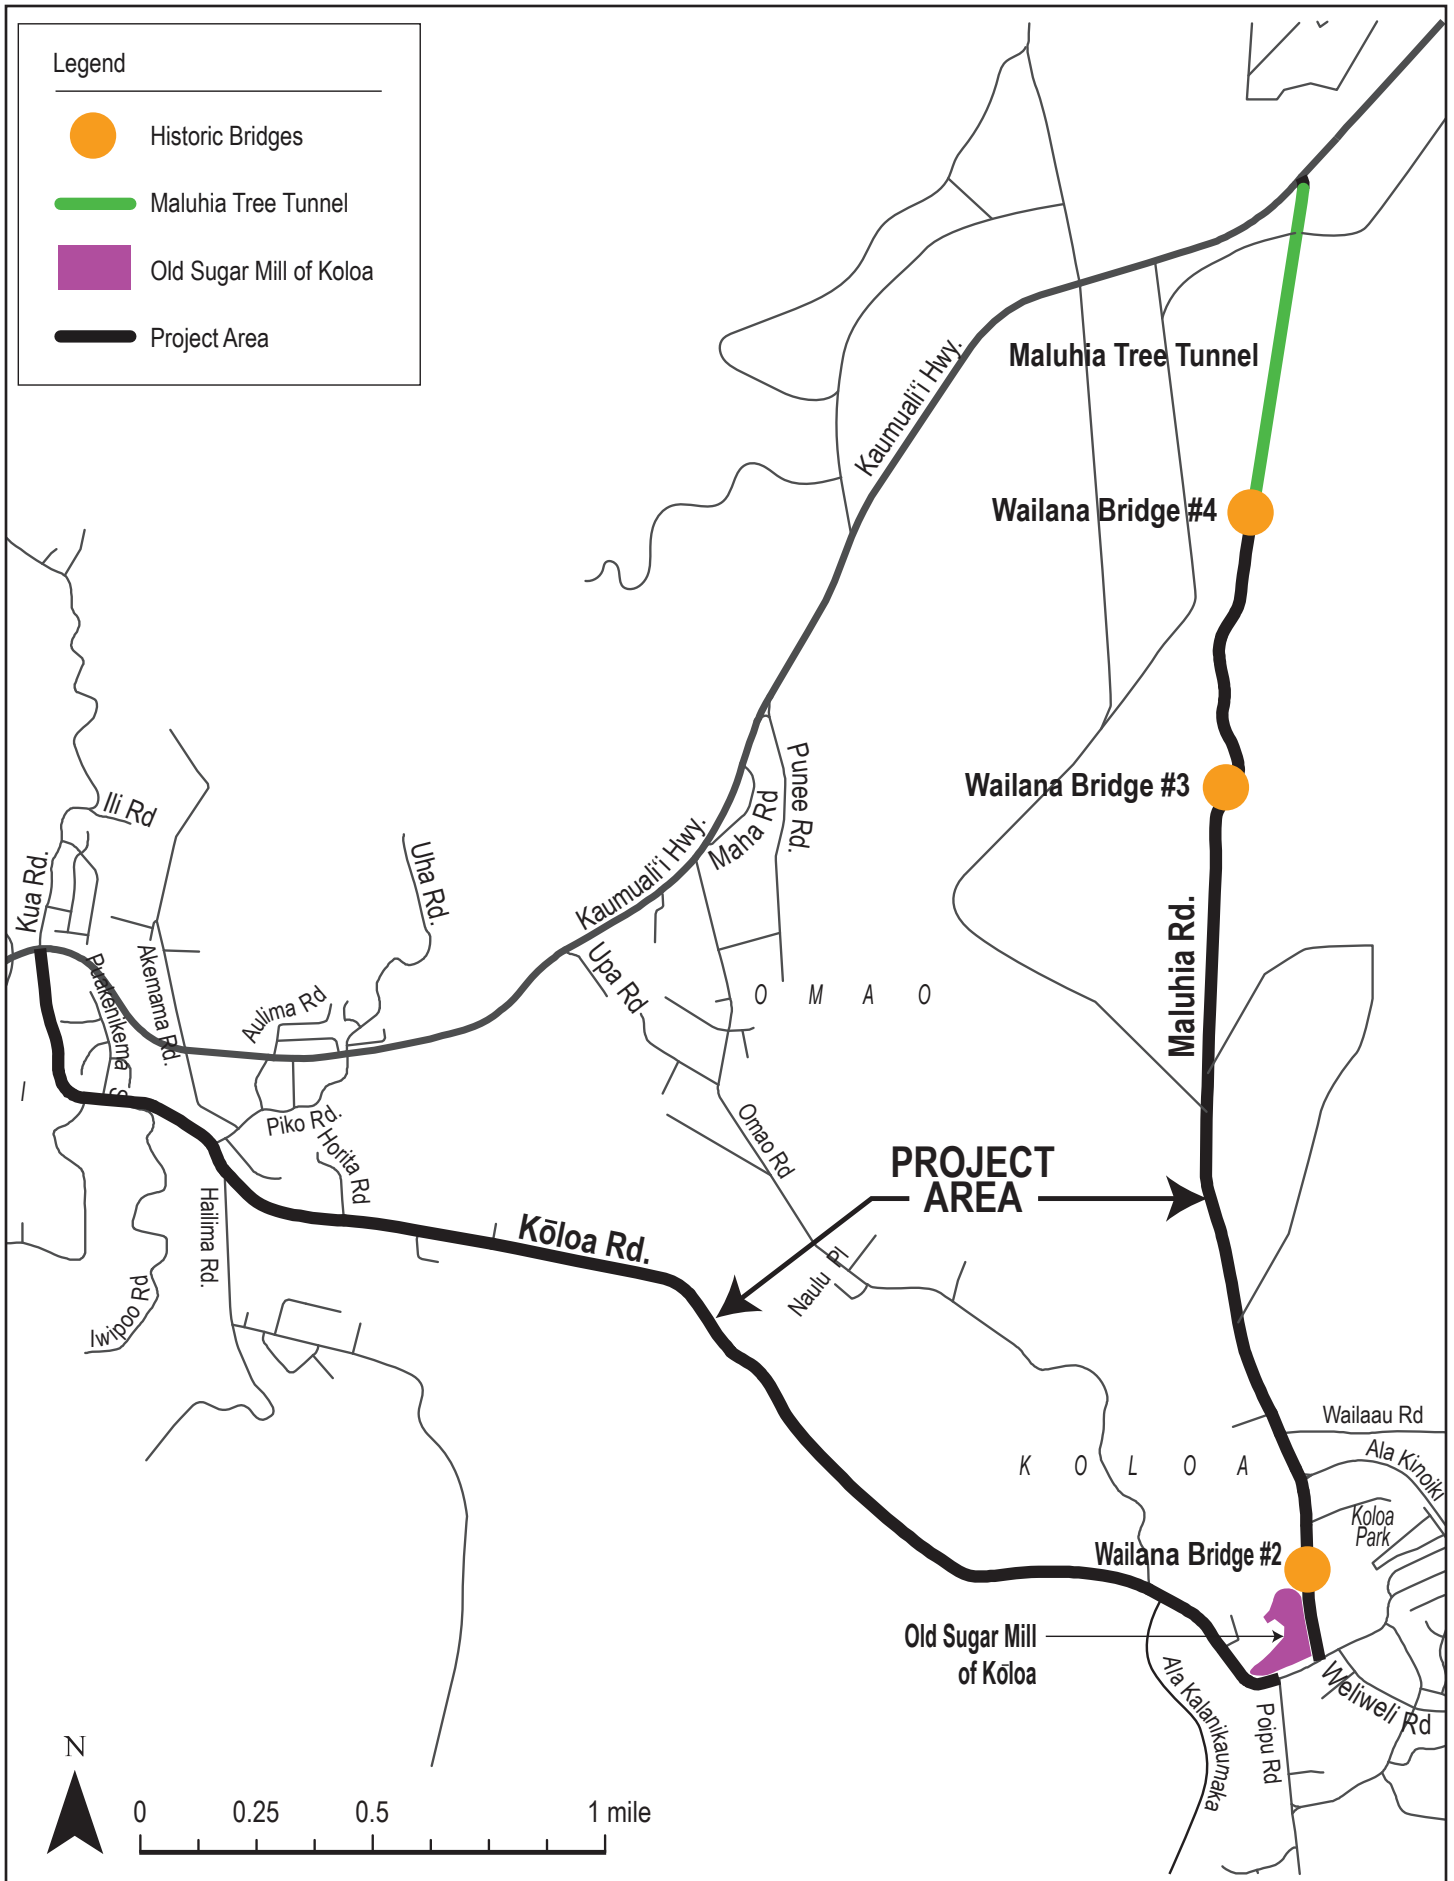 Legend
Historic Bridges
Maluhia Tree Tunnel
Old Sugar Mill of Koloa
Project Area
Maluhia Tree Tunnel
Kaumualiʻi Hwy.
Wailana Bridge #4
Wailana Bridge #3
Punee Rd.
Maha Rd
Ili Rd
Kua Rd.
Uha Rd.
Kaumualiʻi Hwy.
Upa Rd
Akemama Rd.
Puakenikema S
Aulima Rd
O M A O
Maluhia Rd.
I
Piko Rd.
Horita Rd
Omao Rd
PROJECT
AREA
Hailima Rd.
Kōloa Rd.
Naulu Pl
Iwipoo Rd
Wailaau Rd
Ala Kinoiki
K O L O A
Koloa
Park
Wailana Bridge #2
Old Sugar Mill
of Kōloa
Weliweli Rd
Ala Kalanikaumaka
Poipu Rd
N
0 0.25 0.5 1 mile